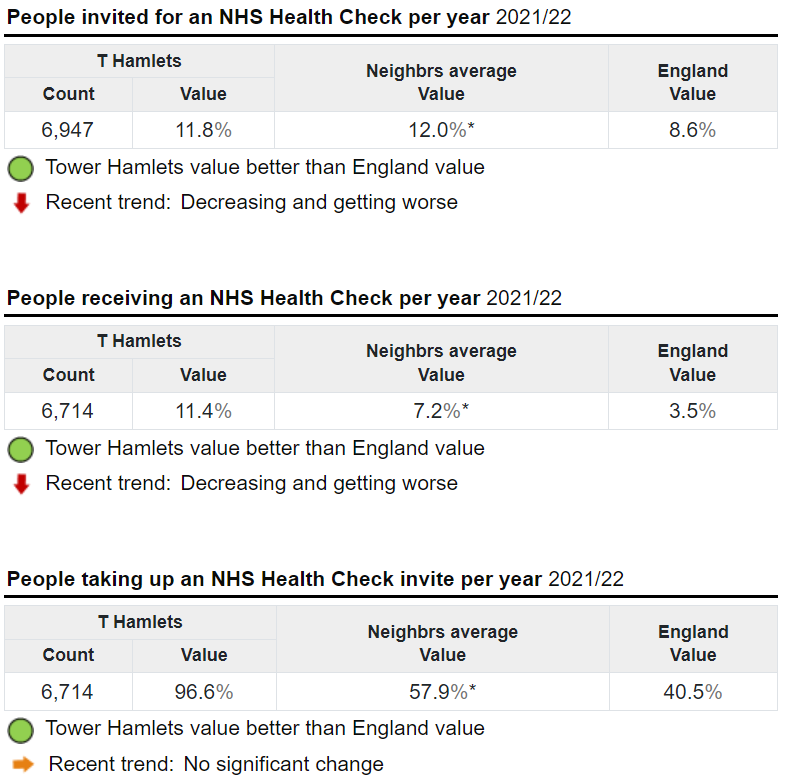 People invited for an NHS Health Check per year 2021/22
T Hamlets
Neighbrs average
Value
England
Value
Count Value
6,947 11.8% 12.0%* 8.6%
Tower Hamlets value better than England value
Recent trend: Decreasing and getting worse
People receiving an NHS Health Check per year 2021/22
T Hamlets
Neighbrs average
Value
England
Value
Count Value
6,714 11.4% 7.2%* 3.5%
Tower Hamlets value better than England value
Recent trend: Decreasing and getting worse
People taking up an NHS Health Check invite per year 2021/22
T Hamlets
Neighbrs average
Value
England
Value
Count Value
6,714 96.6% 57.9%* 40.5%
Tower Hamlets value better than England value
Recent trend: No significant change